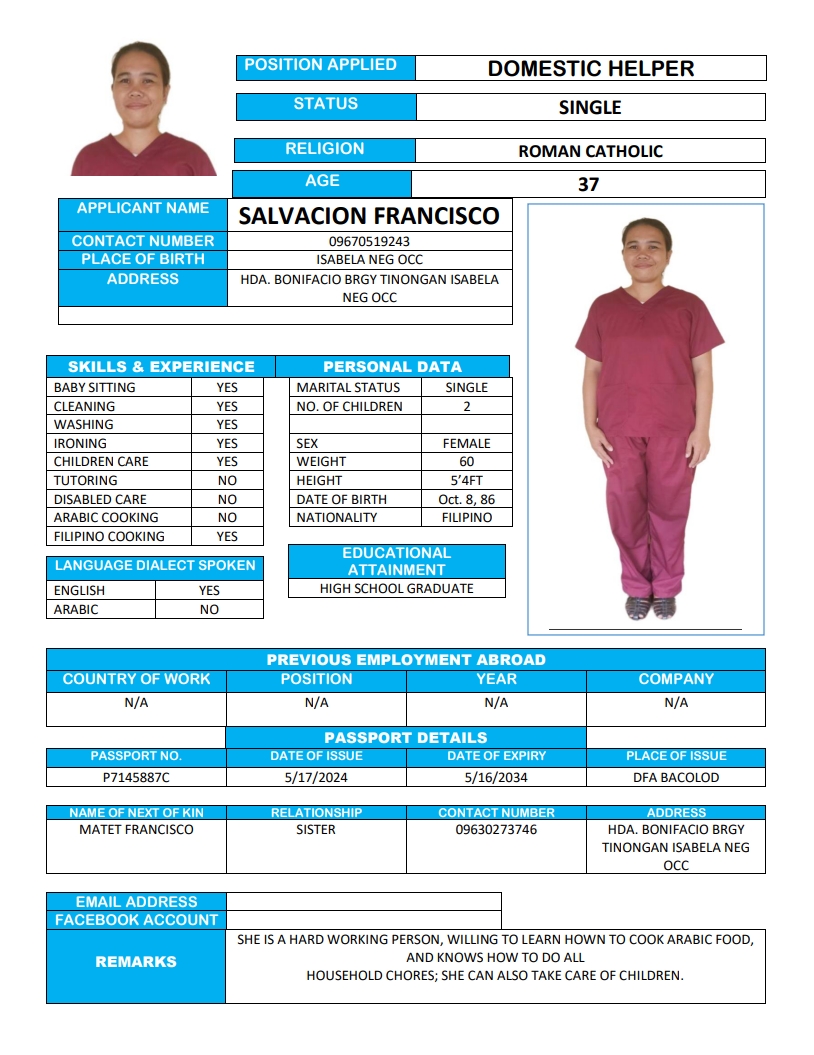 POSITION APPLIED DOMESTIC HELPER
STATUS SINGLE
RELIGION ROMAN CATHOLIC
AGE 37
APPLICANT NAME SALVACION FRANCISCO
CONTACT NUMBER 09670519243
PLACE OF BIRTH ISABELA NEG OCC
ADDRESS HDA. BONIFACIO BRGY TINONGAN ISABELA
NEG OCC
SKILLS & EXPERIENCE PERSONAL DATA
BABY SITTING YES MARITAL STATUS SINGLE
CLEANING YES NO. OF CHILDREN 2
WASHING YES
IRONING YES SEX FEMALE
CHILDREN CARE YES WEIGHT 60
TUTORING NO HEIGHT 5’4FT
DISABLED CARE NO DATE OF BIRTH Oct. 8, 86
ARABIC COOKING NO NATIONALITY FILIPINO
FILIPINO COOKING YES
EDUCATIONAL
ATTAINMENT
HIGH SCHOOL GRADUATE
LANGUAGE DIALECT SPOKEN
ENGLISH YES
ARABIC NO
PREVIOUS EMPLOYMENT ABROAD
COUNTRY OF WORK POSITION YEAR COMPANY
N/A N/A N/A N/A
PASSPORT DETAILS
PASSPORT NO. DATE OF ISSUE DATE OF EXPIRY PLACE OF ISSUE
P7145887C 5/17/2024 5/16/2034 DFA BACOLOD
NAME OF NEXT OF KIN RELATIONSHIP CONTACT NUMBER ADDRESS
MATET FRANCISCO SISTER 09630273746 HDA. BONIFACIO BRGY
TINONGAN ISABELA NEG
OCC
EMAIL ADDRESS
FACEBOOK ACCOUNT
REMARKS
SHE IS A HARD WORKING PERSON, WILLING TO LEARN HOWN TO COOK ARABIC FOOD,
AND KNOWS HOW TO DO ALL
HOUSEHOLD CHORES; SHE CAN ALSO TAKE CARE OF CHILDREN.